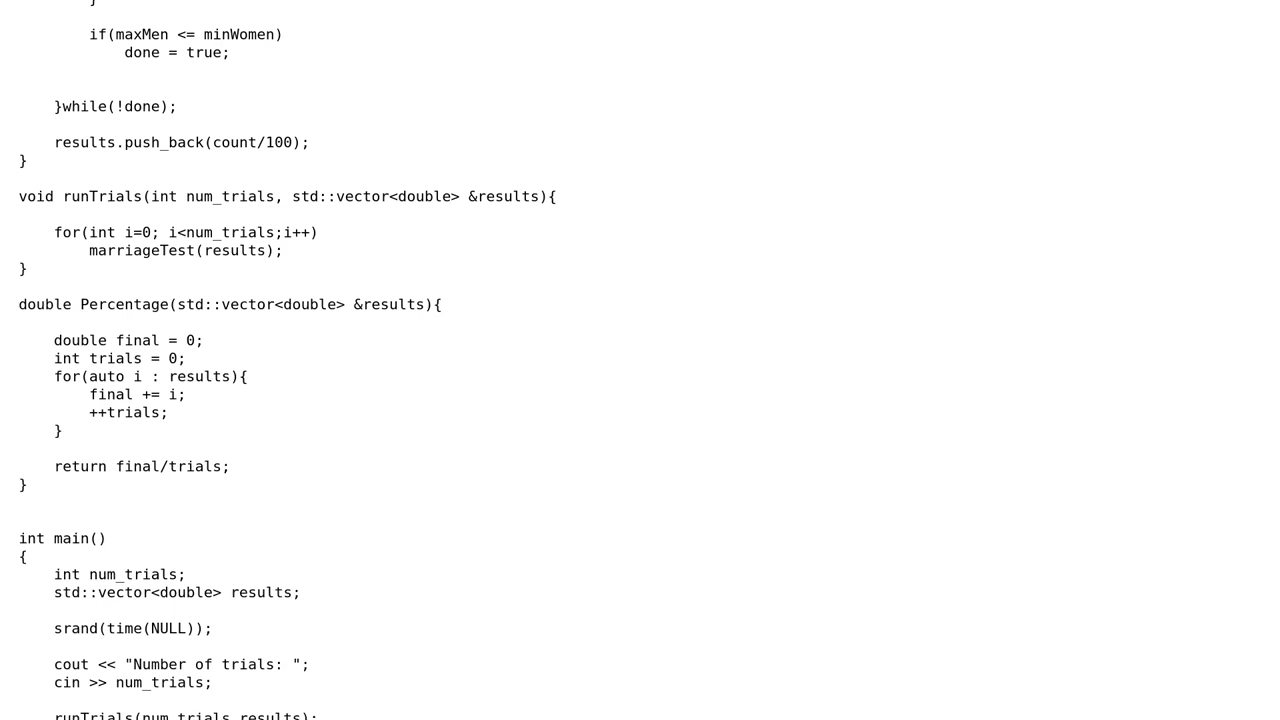 }
if(maxMen <= minWomen)
done = true;
}while(!done);
results.push_back(count/100);
}
void runTrials(int num_trials, std::vector<double> &results){
for(int i=0; i<num_trials;i++)
marriageTest(results);
}
double Percentage(std::vector<double> &results){
double final = 0;
int trials = 0;
for(auto i : results){
final += i;
++trials;
}
return final/trials;
}
int main()
{
int num_trials;
std::vector<double> results;
srand(time(NULL));
cout << "Number of trials: ";
cin >> num_trials;
runTrials(num_trials,results);